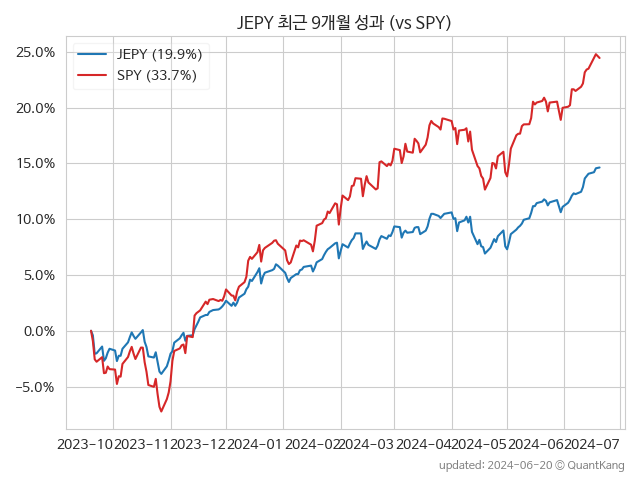 JEPY 최근 9개월 성과 (vs SPY)
JEPY (19.9%)
SPY (33.7%)
25.0%
20.0%
15.0%
10.0%
5.0%
0.0%
−5.0%
2023−10 2023−11 2023−12 2024−01 2024−02 2024−03 2024−04 2024−05 2024−06 2024−07
updated: 2024-06-20 © QuantKang